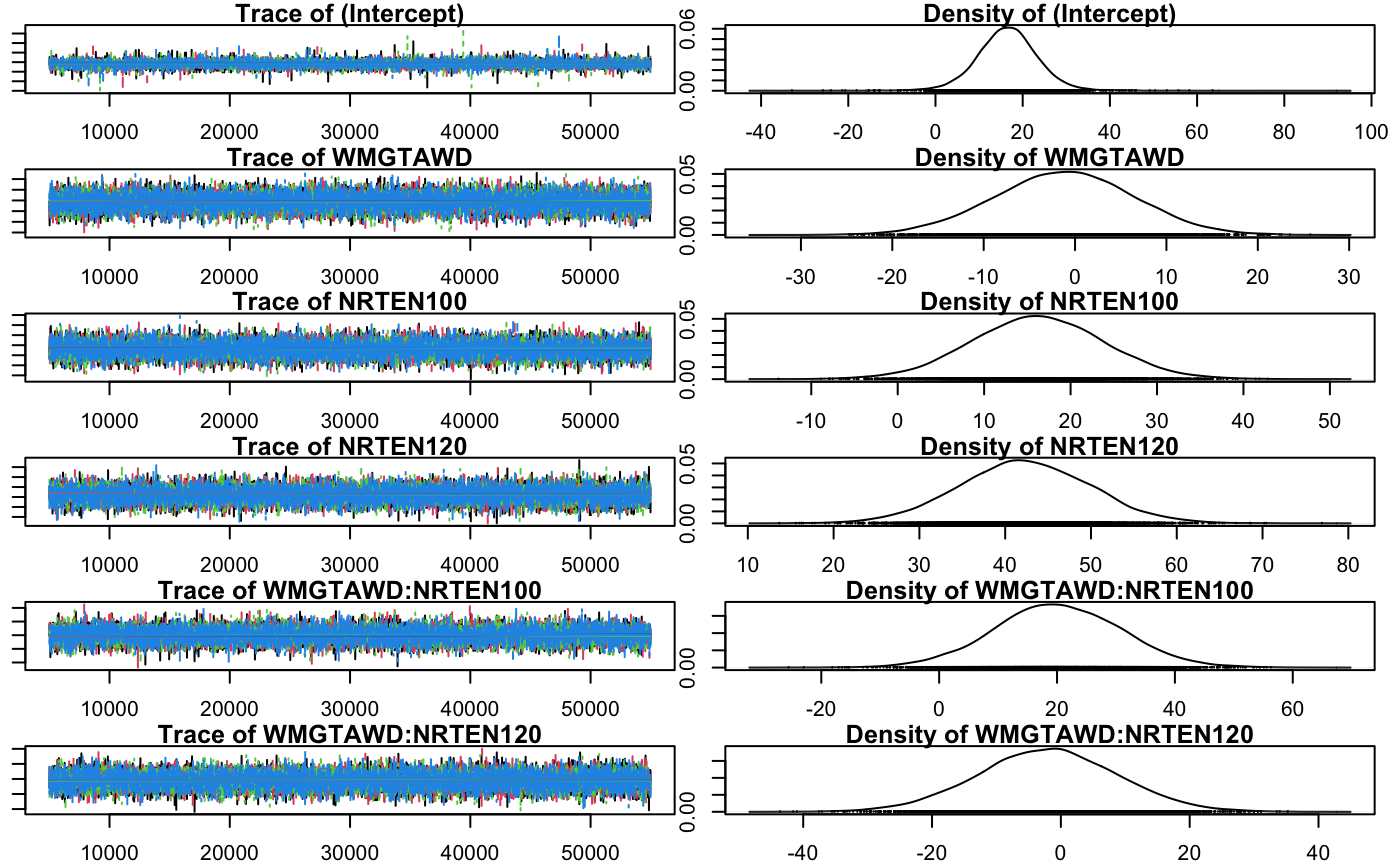 Trace of (Intercept)
10000 20000 30000 40000 50000
Density of (Intercept)
0.00 0.06
-40 -20 0 20 40 60 80 100
Trace of WMGTAWD
10000 20000 30000 40000 50000
Density of WMGTAWD
0.00 0.05
-30 -20 -10 0 10 20 30
Trace of NRTEN100
10000 20000 30000 40000 50000
Density of NRTEN100
0.00 0.05
-10 0 10 20 30 40 50
Trace of NRTEN120
10000 20000 30000 40000 50000
Density of NRTEN120
0.00 0.05
10 20 30 40 50 60 70 80
Trace of WMGTAWD:NRTEN100
10000 20000 30000 40000 50000
Density of WMGTAWD:NRTEN100
0.00
-20 0 20 40 60
Trace of WMGTAWD:NRTEN120
10000 20000 30000 40000 50000
Density of WMGTAWD:NRTEN120
0.00
-40 -20 0 20 40